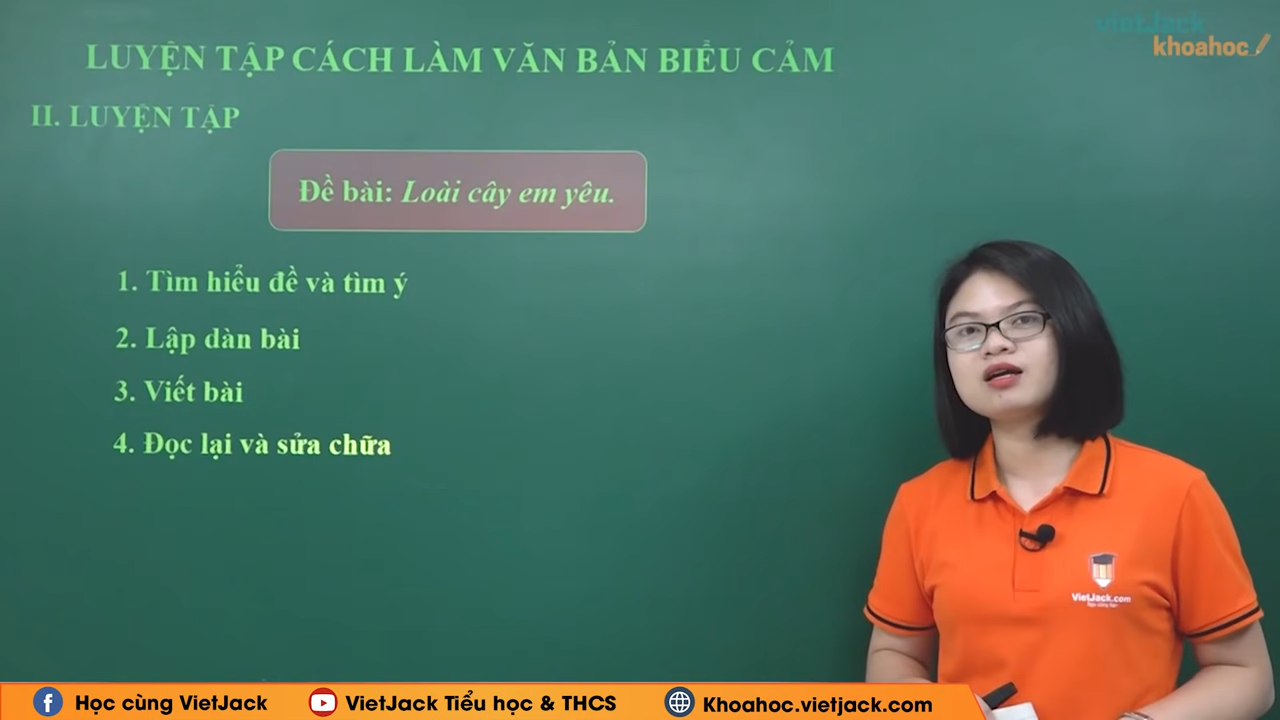 vietJack
khoahoc
LUYỆN TẬP CÁCH LÀM VĂN BẢN BIỂU CẢM
II. LUYỆN TẬP
Đề bài: Loài cây em yêu.
1. Tìm hiểu đề và tìm ý
2. Lập dàn bài
3. Viết bài
4. Đọc lại và sửa chữa
VietJack.com
Học cùng VietJack
VietJack Tiểu học & THCS
Khoahoc.vietjack.com